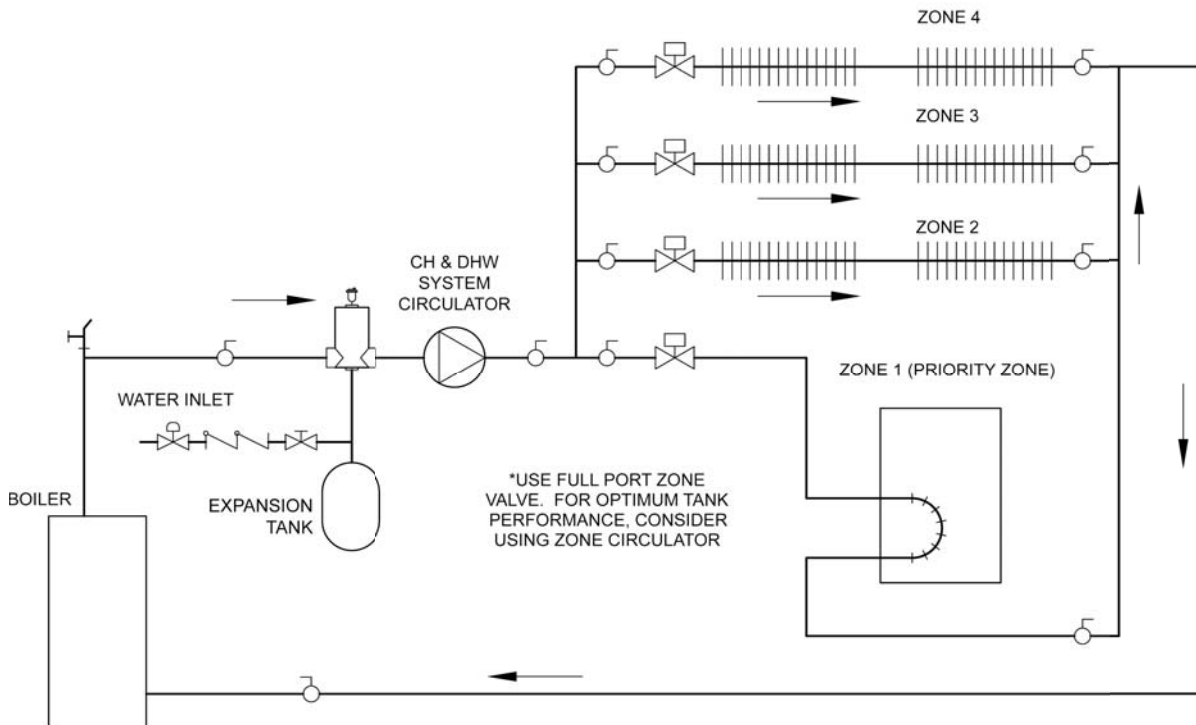 ZONE 4
ZONE 3
ZONE 2
CH & DHW
SYSTEM
CIRCULATOR
ZONE 1 (PRIORITY ZONE)
WATER INLET
*USE FULL PORT ZONE
VALVE.  FOR OPTIMUM TANK
PERFORMANCE, CONSIDER
USING ZONE CIRCULATOR
BOILER
EXPANSION
TANK